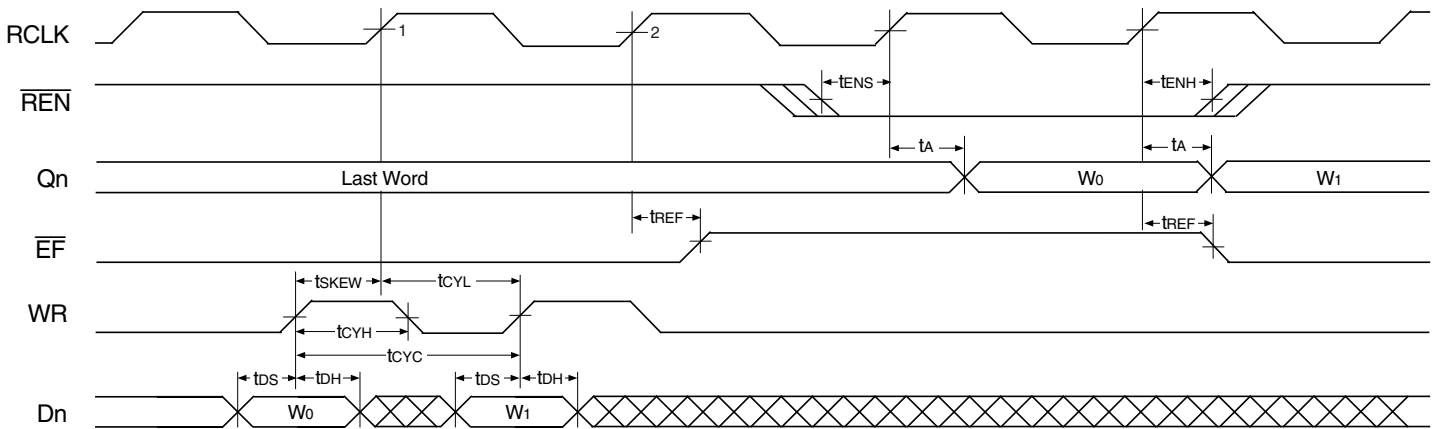 RCLK 1 2
REN tENS tENH
tA tA
Qn Last Word W0 W1
tREF tREF
EF
tSKEW tCYL
WR
tCYH
tCYC
tDS tDH tDS tDH
Dn W0 W1